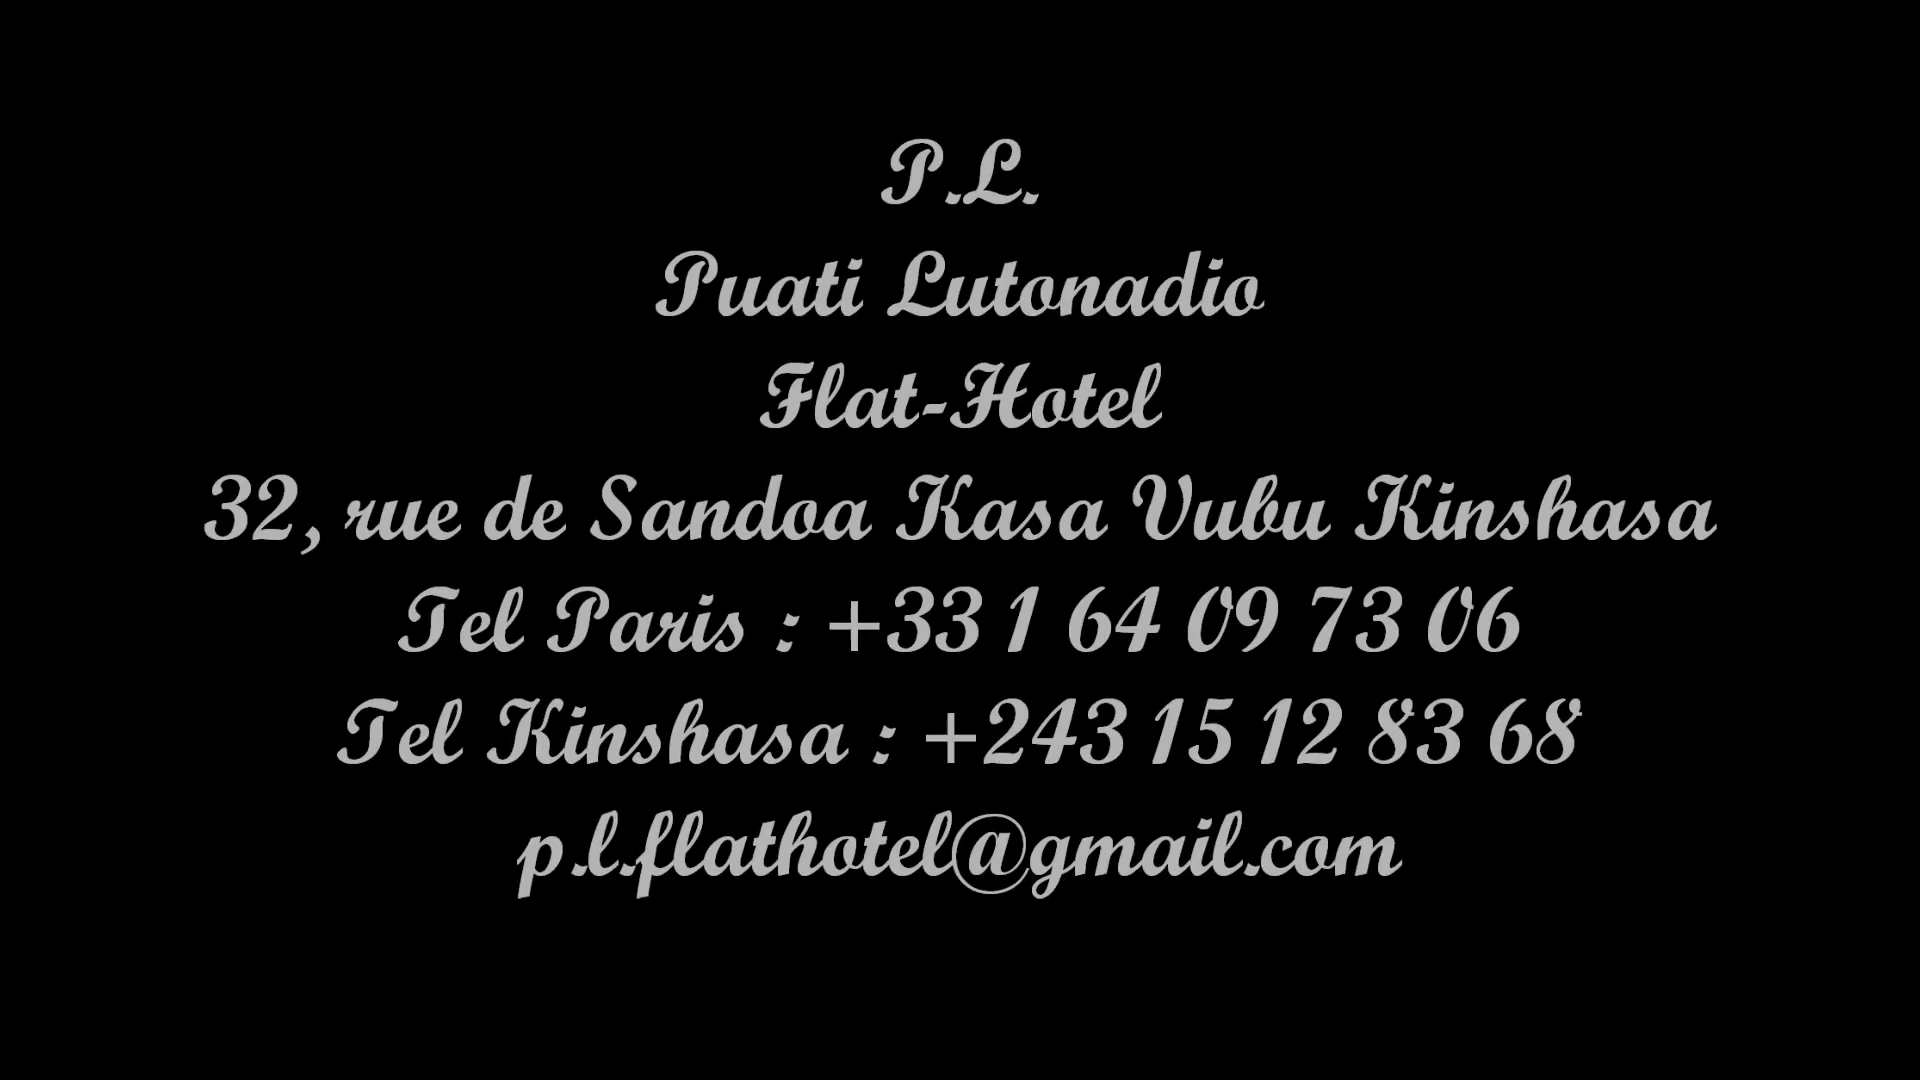 P.L.
Puati Lutonadio
Flat-Hotel
32, rue de Sandoa Kasa Vubu Kinshasa
Tel Paris : +33 1 64 09 73 06
Tel Kinshasa : +243 15 12 83 68
p.l.flathotel@gmail.com